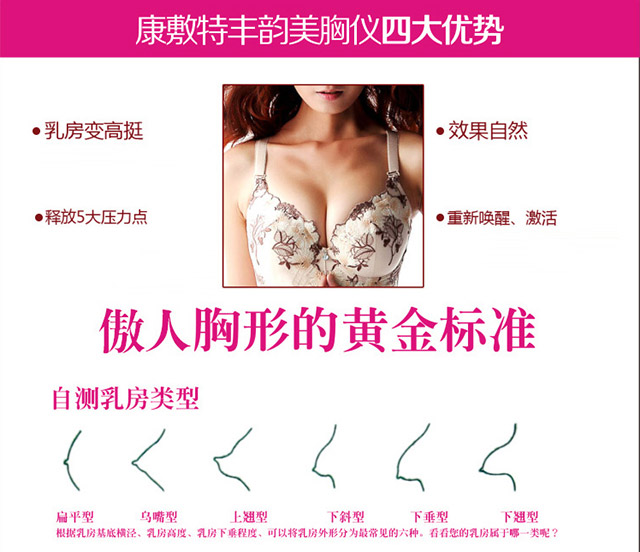 康敷特丰韵美胸仪四大优势
●乳房变高挺
●效果自然
●释放5大压力点
●重新唤醒、激活
傲人胸形的黄金标准
自测乳房类型
扁平型 鸟嘴型 上翘型 下斜型 下垂型 下翘型
根据乳房基底横泾、乳房高度、乳房下垂程度、可以将乳房外形分为最常见的六种。看看您的乳房属于哪一类呢？